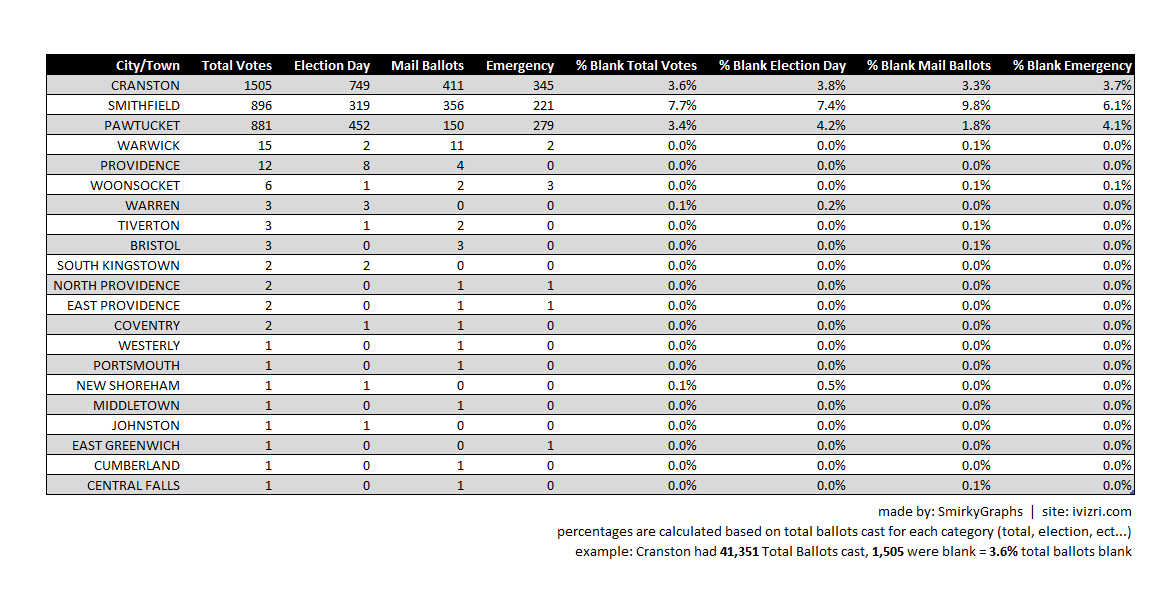 City/Town Total Votes Election Day Mail Ballots Emergency % Blank Total Votes % Blank Election Day % Blank Mail Ballots % Blank Emergency
CRANSTON 1505 749 411 345 3.6% 3.8% 3.3% 3.7%
SMITHFIELD 896 319 356 221 7.7% 7.4% 9.8% 6.1%
PAWTUCKET 881 452 150 279 3.4% 4.2% 1.8% 4.1%
WARWICK 15 2 11 2 0.0% 0.0% 0.1% 0.0%
PROVIDENCE 12 8 4 0 0.0% 0.0% 0.0% 0.0%
WOONSOCKET 6 1 2 3 0.0% 0.0% 0.1% 0.1%
WARREN 3 3 0 0 0.1% 0.2% 0.0% 0.0%
TIVERTON 3 1 2 0 0.0% 0.0% 0.1% 0.0%
BRISTOL 3 0 3 0 0.0% 0.0% 0.1% 0.0%
SOUTH KINGSTOWN 2 2 0 0 0.0% 0.0% 0.0% 0.0%
NORTH PROVIDENCE 2 0 1 1 0.0% 0.0% 0.0% 0.0%
EAST PROVIDENCE 2 0 1 1 0.0% 0.0% 0.0% 0.0%
COVENTRY 2 1 1 0 0.0% 0.0% 0.0% 0.0%
WESTERLY 1 0 1 0 0.0% 0.0% 0.0% 0.0%
PORTSMOUTH 1 0 1 0 0.0% 0.0% 0.0% 0.0%
NEW SHOREHAM 1 1 0 0 0.1% 0.5% 0.0% 0.0%
MIDDLETOWN 1 0 1 0 0.0% 0.0% 0.0% 0.0%
JOHNSTON 1 1 0 0 0.0% 0.0% 0.0% 0.0%
EAST GREENWICH 1 0 0 1 0.0% 0.0% 0.0% 0.0%
CUMBERLAND 1 0 1 0 0.0% 0.0% 0.0% 0.0%
CENTRAL FALLS 1 0 1 0 0.0% 0.0% 0.1% 0.0%
made by: SmirkyGraphs | site: ivizri.com
percentages are calculated based on total ballots cast for each category (total, election, ect...)
example: Cranston had 41,351 Total Ballots cast, 1,505 were blank = 3.6% total ballots blank